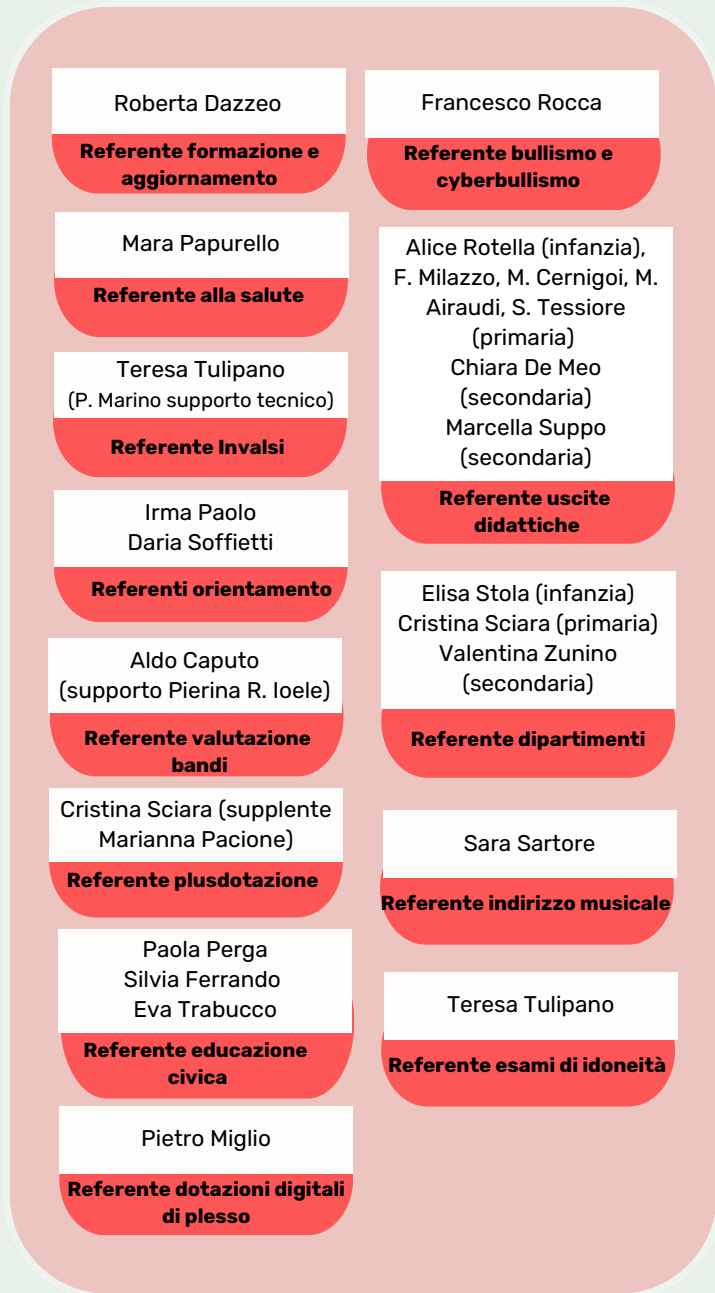 Roberta Dazzeo
Referente formazione e
aggiornamento
Mara Papurello
Referente alla salute
Teresa Tulipano
(P. Marino supporto tecnico)
Referente Invalsi
Irma Paolo
Daria Soffietti
Referenti orientamento
Aldo Caputo
(supporto Pierina R. Ioele)
Referente valutazione
bandi
Cristina Sciara (supplente
Marianna Pacione)
Referente plusdotazione
Paola Perga
Silvia Ferrando
Eva Trabucco
Referente educazione
civica
Pietro Miglio
Referente dotazioni digitali
di plesso
Francesco Rocca
Referente bullismo e
cyberbullismo
Alice Rotella (infanzia),
F. Milazzo, M. Cernigoi, M.
Airaudi, S. Tessiore
(primaria)
Chiara De Meo
(secondaria)
Marcella Suppo
(secondaria)
Referente uscite
didattiche
Elisa Stola (infanzia)
Cristina Sciara (primaria)
Valentina Zunino
(secondaria)
Referente dipartimenti
Sara Sartore
Referente indirizzo musicale
Teresa Tulipano
Referente esami di idoneità